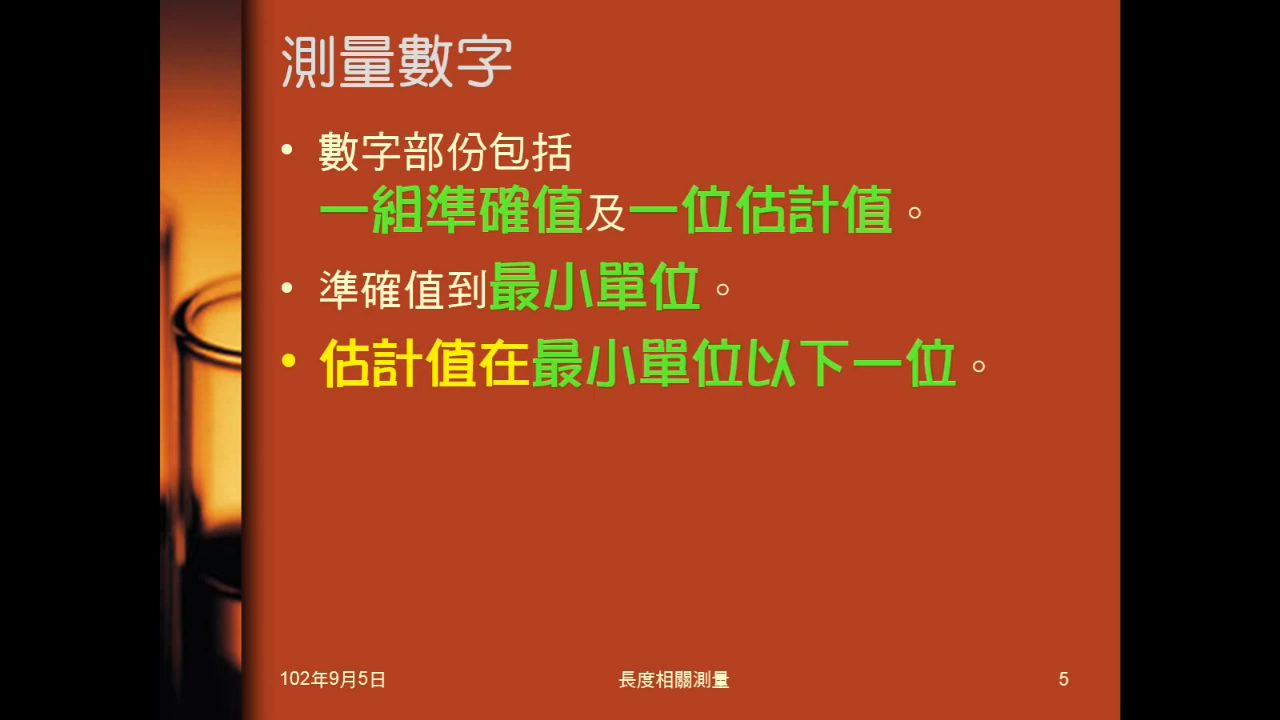 測量數字
• 數字部份包括
一組準確值及一位估計值。
• 準確值到最小單位。
• 估計值在最小單位以下一位。
102年9月5日
長度相關測量
5